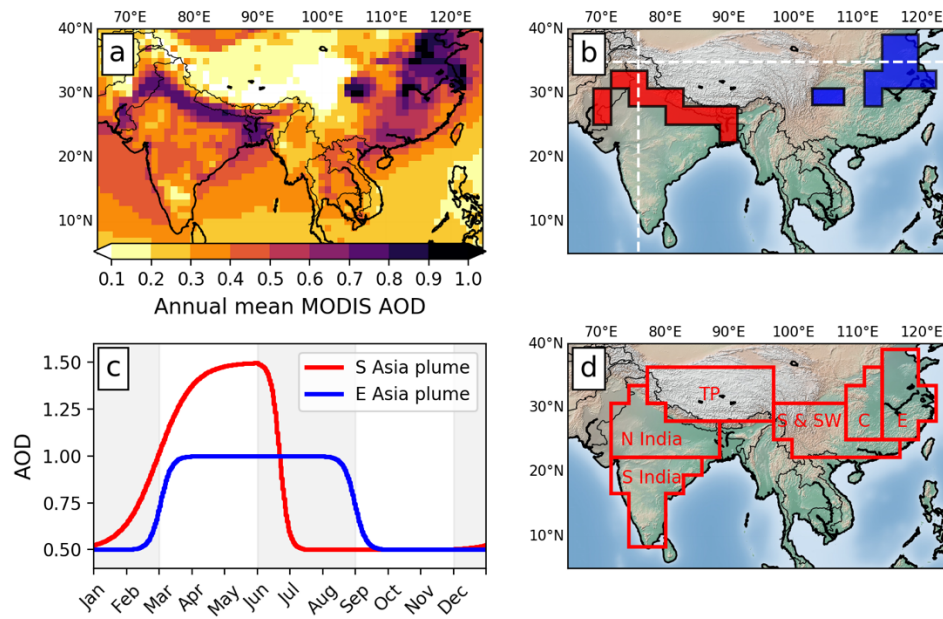 70°E 80°E 90°E 100°E 110°E 120°E
40°N
30°N
20°N
10°N
a
0.1 0.2 0.3 0.4 0.5 0.6 0.7 0.8 0.9 1.0
Annual mean MODIS AOD
70°E 80°E 90°E 100°E 110°E 120°E
40°N
30°N
20°N
10°N
b
c
AOD
1.50
1.25
1.00
0.75
0.50
S Asia plume
E Asia plume
Jan Feb Mar Apr May Jun Jul Aug Sep Oct Nov Dec
70°E 80°E 90°E 100°E 110°E 120°E
40°N
30°N
20°N
10°N
d
TP
S & SW
C
E
N India
S India